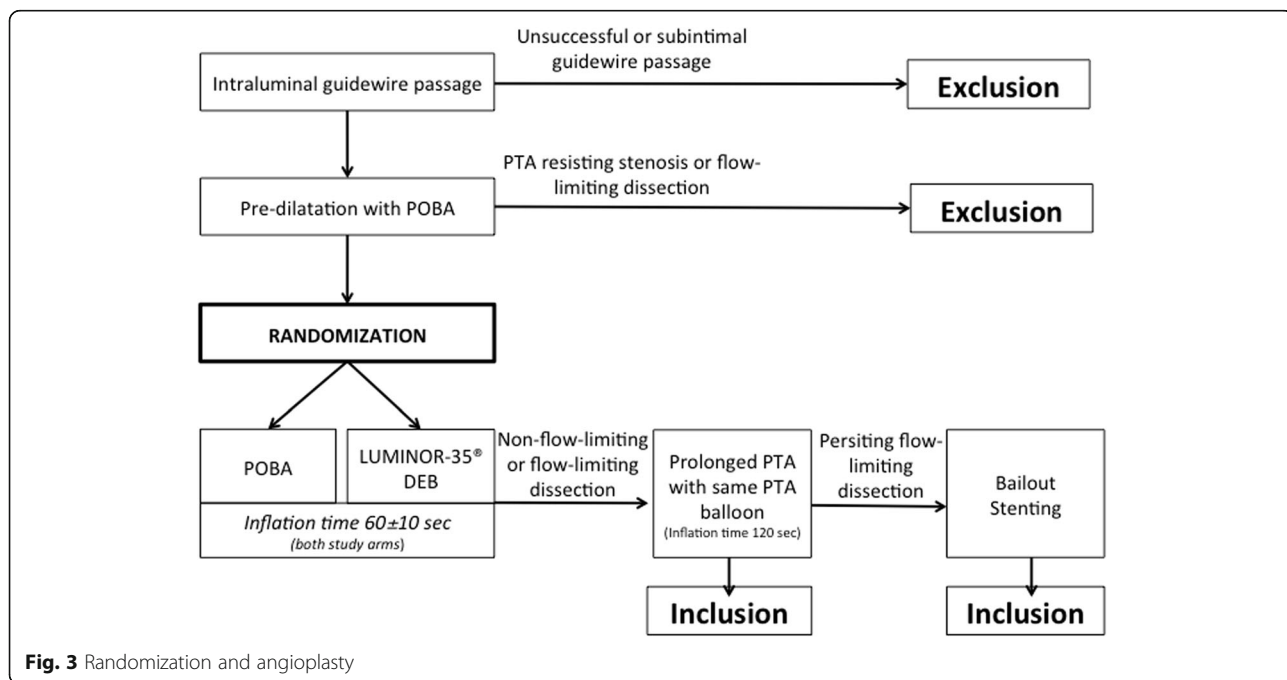 Unsuccessful or subintimal
guidewire passage
Intraluminal guidewire passage
Exclusion
PTA resisting stenosis or flow-
limiting dissection
Pre-dilatation with POBA
Exclusion
RANDOMIZATION
POBA
LUMINOR-35®
DEB
Inflation time 60±10 sec
(both study arms)
Non-flow-limiting
or flow-limiting
dissection
Prolonged PTA
with same PTA
balloon
(Inflation time 120 sec)
Persiting flow-
limiting
dissection
Bailout
Stenting
Inclusion
Inclusion
Fig. 3 Randomization and angioplasty